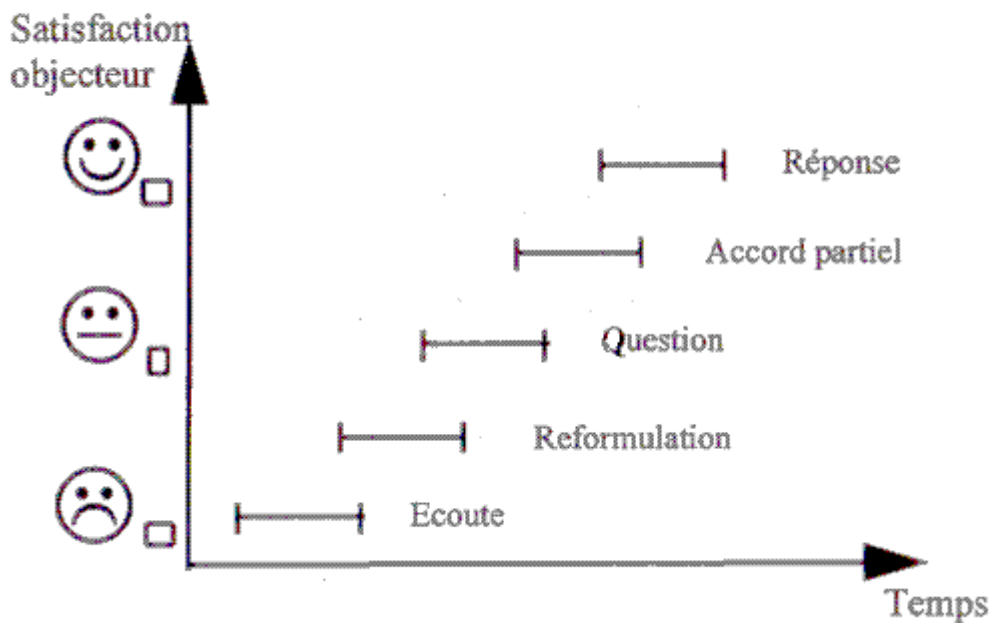 Satisfaction
objecteur
Réponse
Accord partiel
Question
Reformulation
Ecoute
Temps